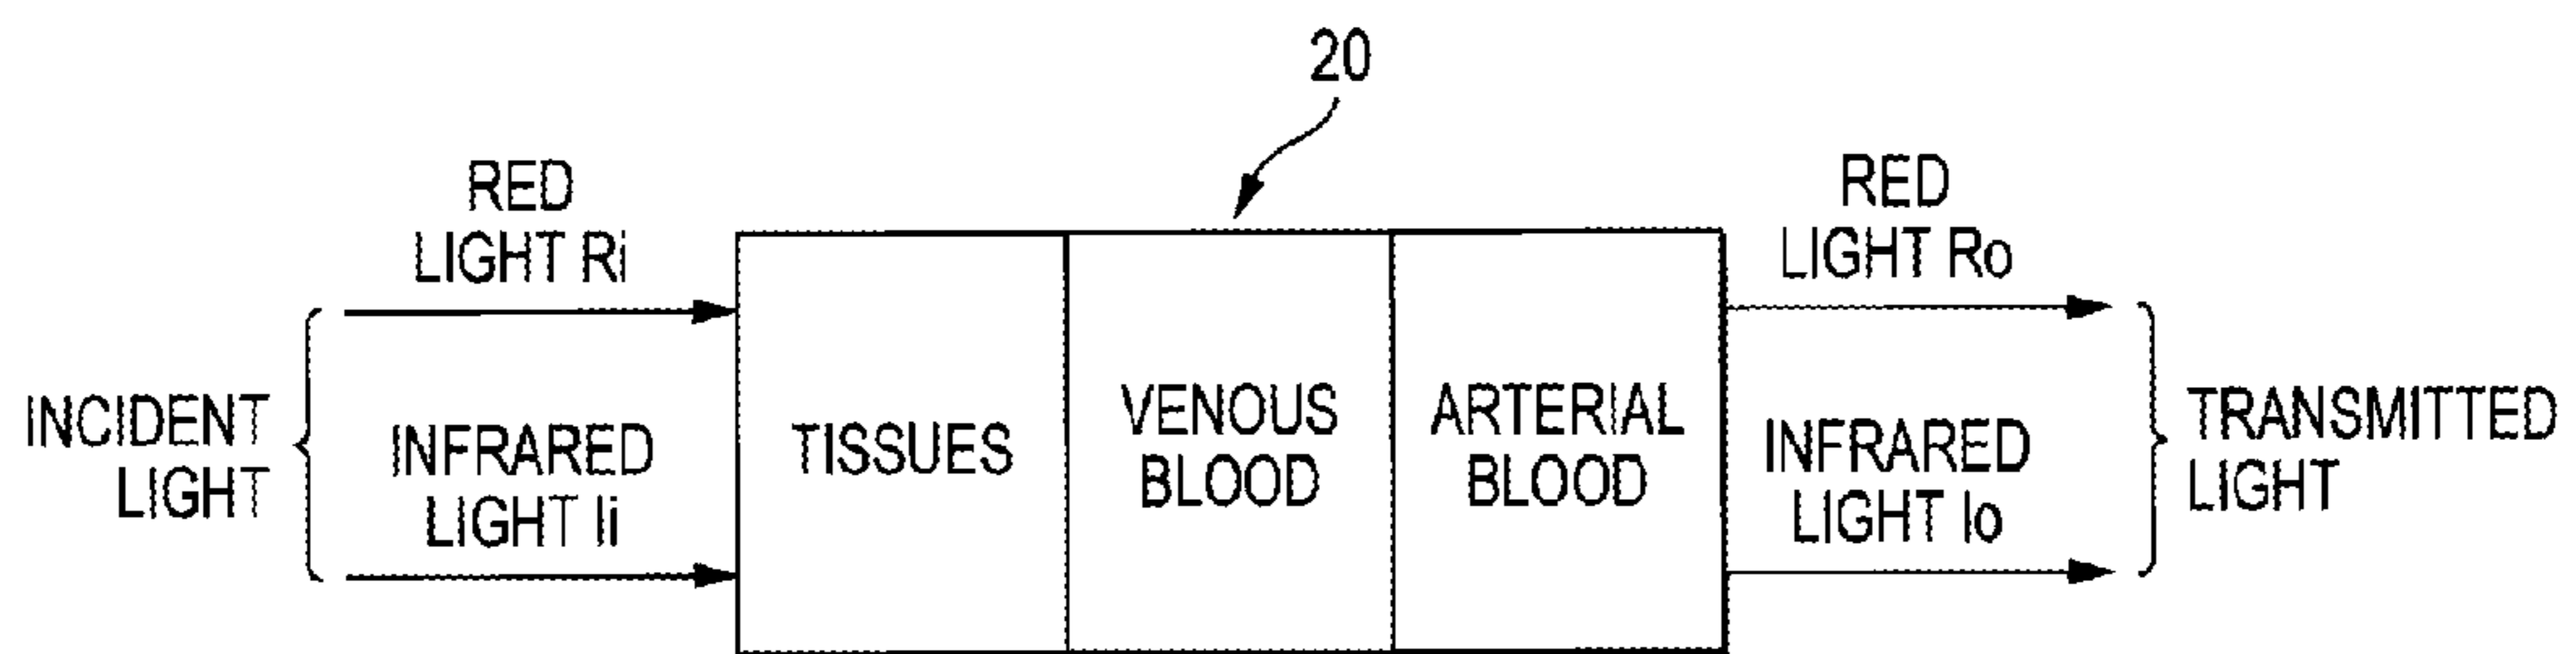 20
RED
LIGHT Ri
RED
LIGHT Ro
INCIDENT
LIGHT
INFRARED
LIGHT Ii
TISSUES
VENOUS
BLOOD
ARTERIAL
BLOOD
INFRARED
LIGHT Io
TRANSMITTED
LIGHT